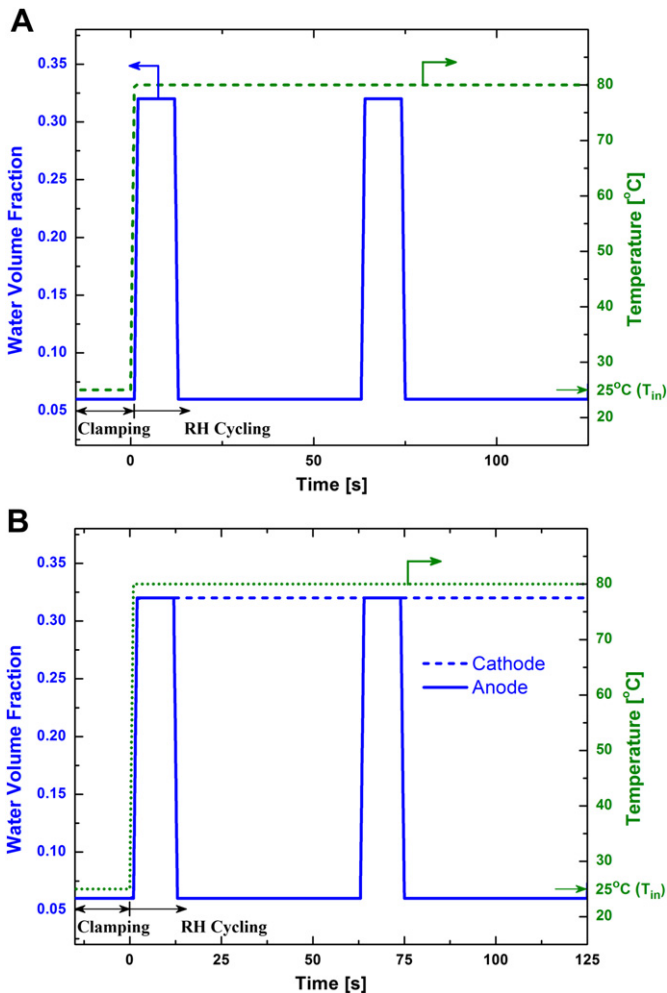 A
0.35
0.30
0.25
0.20
0.15
0.10
0.05
Water Volume Fraction
80
70
60
50
40
30
25°C (Tin)
20
Temperature [°C]
Clamping
RH Cycling
0
50
100
Time [s]
B
0.35
0.30
0.25
0.20
0.15
0.10
0.05
Water Volume Fraction
80
70
60
50
40
30
25°C (Tin)
20
Temperature [°C]
Cathode
Anode
Clamping
RH Cycling
0
25
50
75
100
125
Time [s]